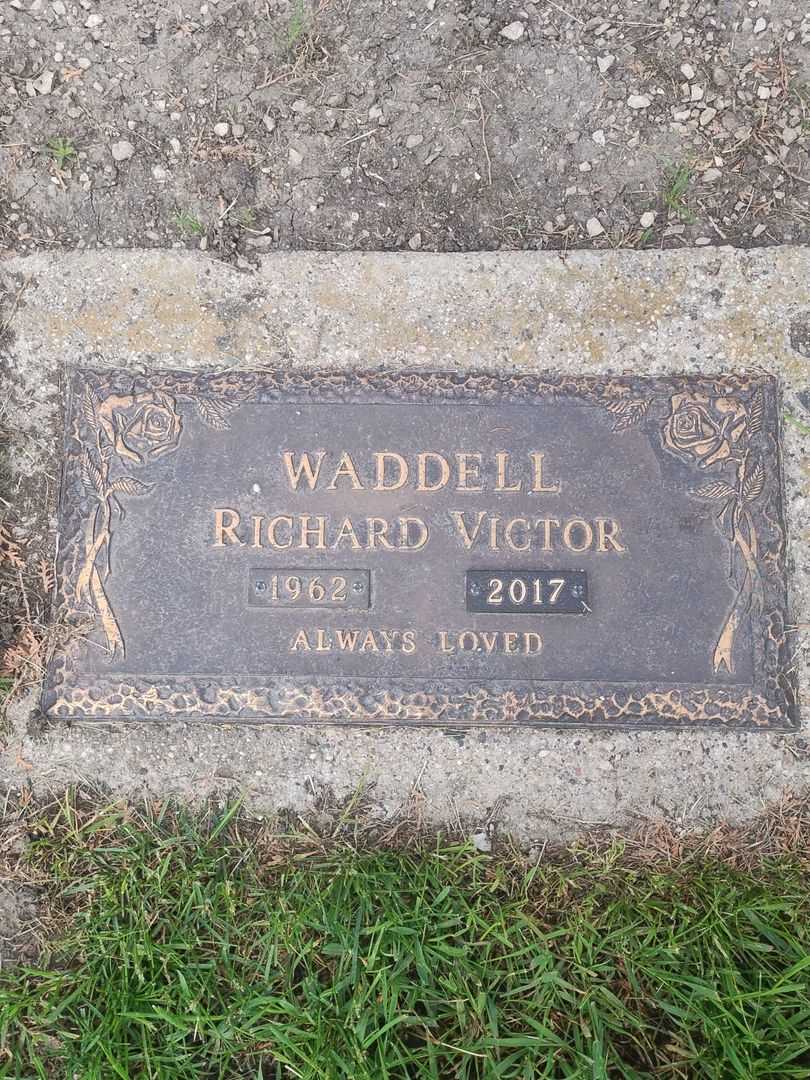 WADDELL
RICHARD VICTOR
1962 2017
ALWAYS LOVED